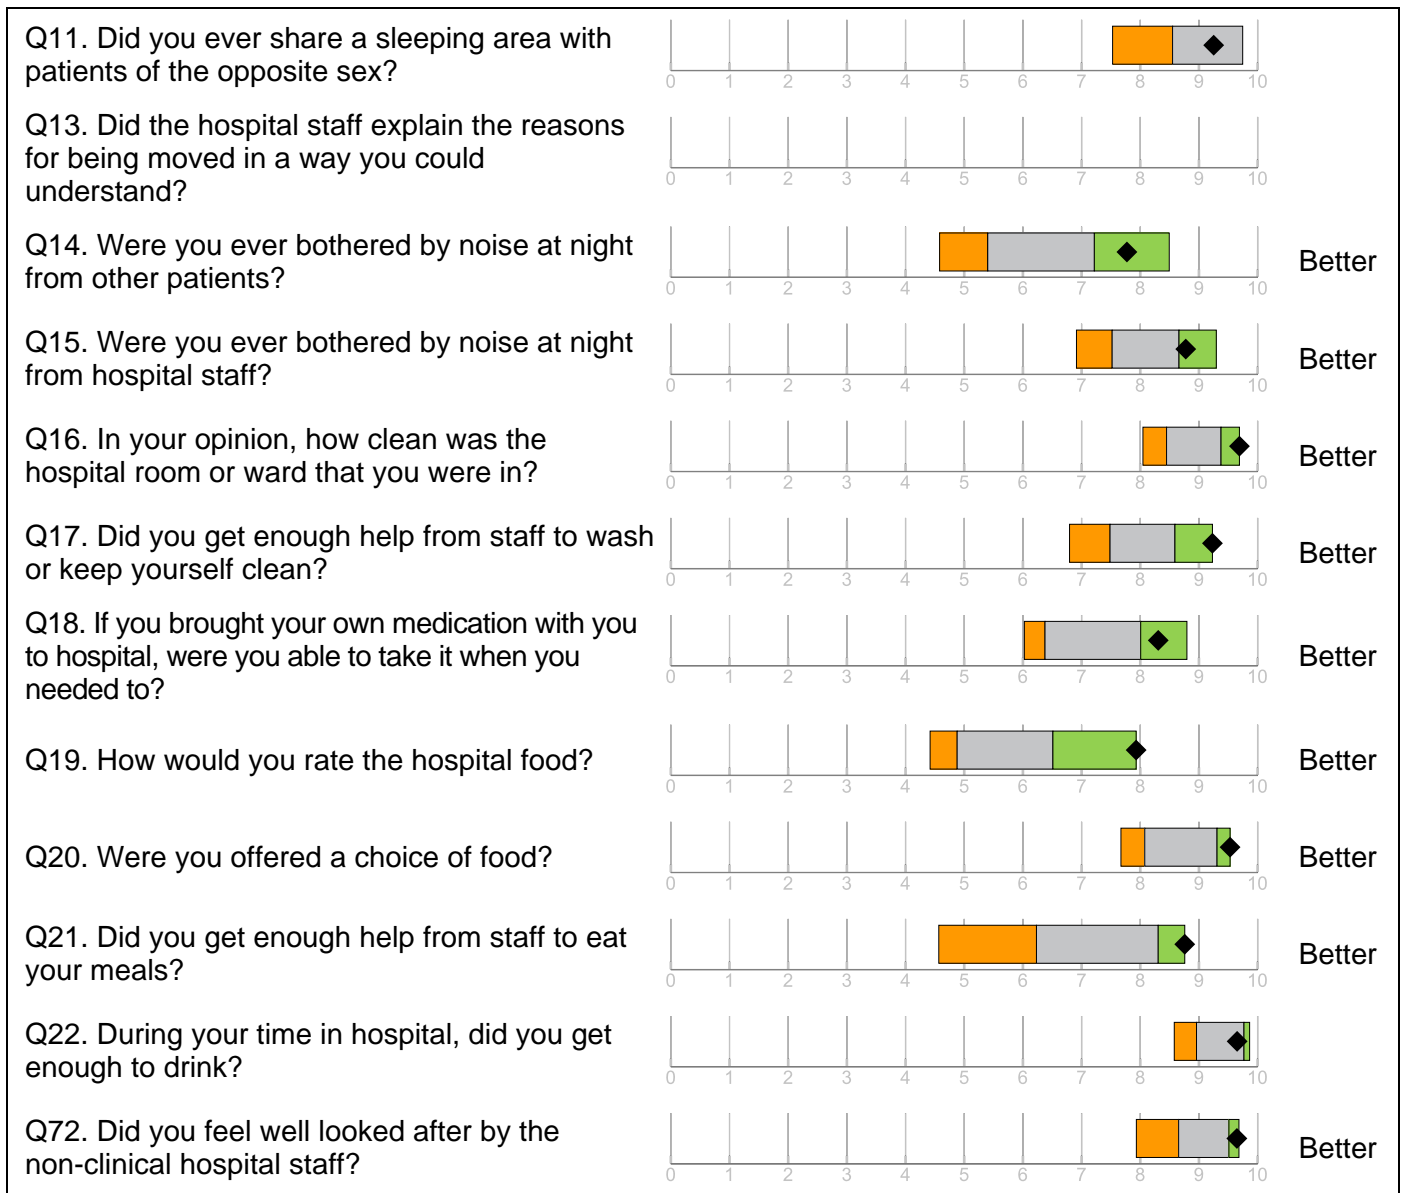 Q11. Did you ever share a sleeping area with
patients of the opposite sex?
0 1 2 3 4 5 6 7 8 9 10
Q13. Did the hospital staff explain the reasons
for being moved in a way you could
understand?
0 1 2 3 4 5 6 7 8 9 10
Q14. Were you ever bothered by noise at night
from other patients?
Better
0 1 2 3 4 5 6 7 8 9 10
Q15. Were you ever bothered by noise at night
from hospital staff?
Better
0 1 2 3 4 5 6 7 8 9 10
Q16. In your opinion, how clean was the
hospital room or ward that you were in?
Better
0 1 2 3 4 5 6 7 8 9 10
Q17. Did you get enough help from staff to wash
or keep yourself clean?
Better
0 1 2 3 4 5 6 7 8 9 10
Q18. If you brought your own medication with you
to hospital, were you able to take it when you
needed to?
Better
0 1 2 3 4 5 6 7 8 9 10
Q19. How would you rate the hospital food?
Better
0 1 2 3 4 5 6 7 8 9 10
Q20. Were you offered a choice of food?
Better
0 1 2 3 4 5 6 7 8 9 10
Q21. Did you get enough help from staff to eat
your meals?
Better
0 1 2 3 4 5 6 7 8 9 10
Q22. During your time in hospital, did you get
enough to drink?
0 1 2 3 4 5 6 7 8 9 10
Q72. Did you feel well looked after by the
non-clinical hospital staff?
Better
0 1 2 3 4 5 6 7 8 9 10